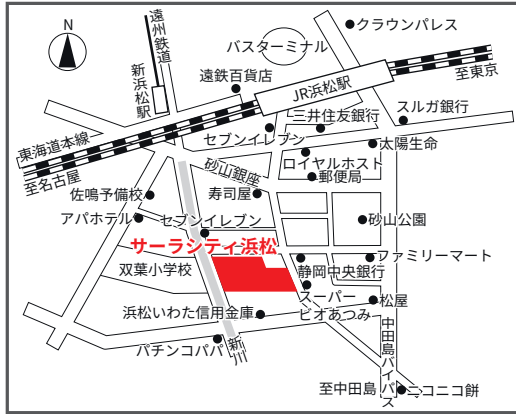 N
遠州鉄道
新浜松駅
バスターミナル
クラウンパレス
遠鉄百貨店
JR浜松駅
至東京
三井住友銀行
スルガ銀行
東海道本線
至名古屋
セブンイレブン
太陽生命
砂山銀座
ロイヤルホスト
郵便局
佐鳴予備校
寿司屋
アパホテル
セブンイレブン
砂山公園
サーラシティ浜松
双葉小学校
静岡中央銀行
ファミリーマート
スーパー
ビオあつみ
松屋
浜松いわた信用金庫
パチンコパパ
新川
中田島バイパス
至中田島
ニコニコ餅